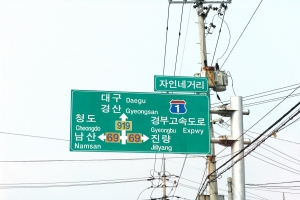 자인네거리
대구 Daegu
경산 Gyeongsan
1
청도
Cheongdo
919
경부고속도로
Gyeongbu Expwy
남산 69 69 진량
Namsan Jillyang